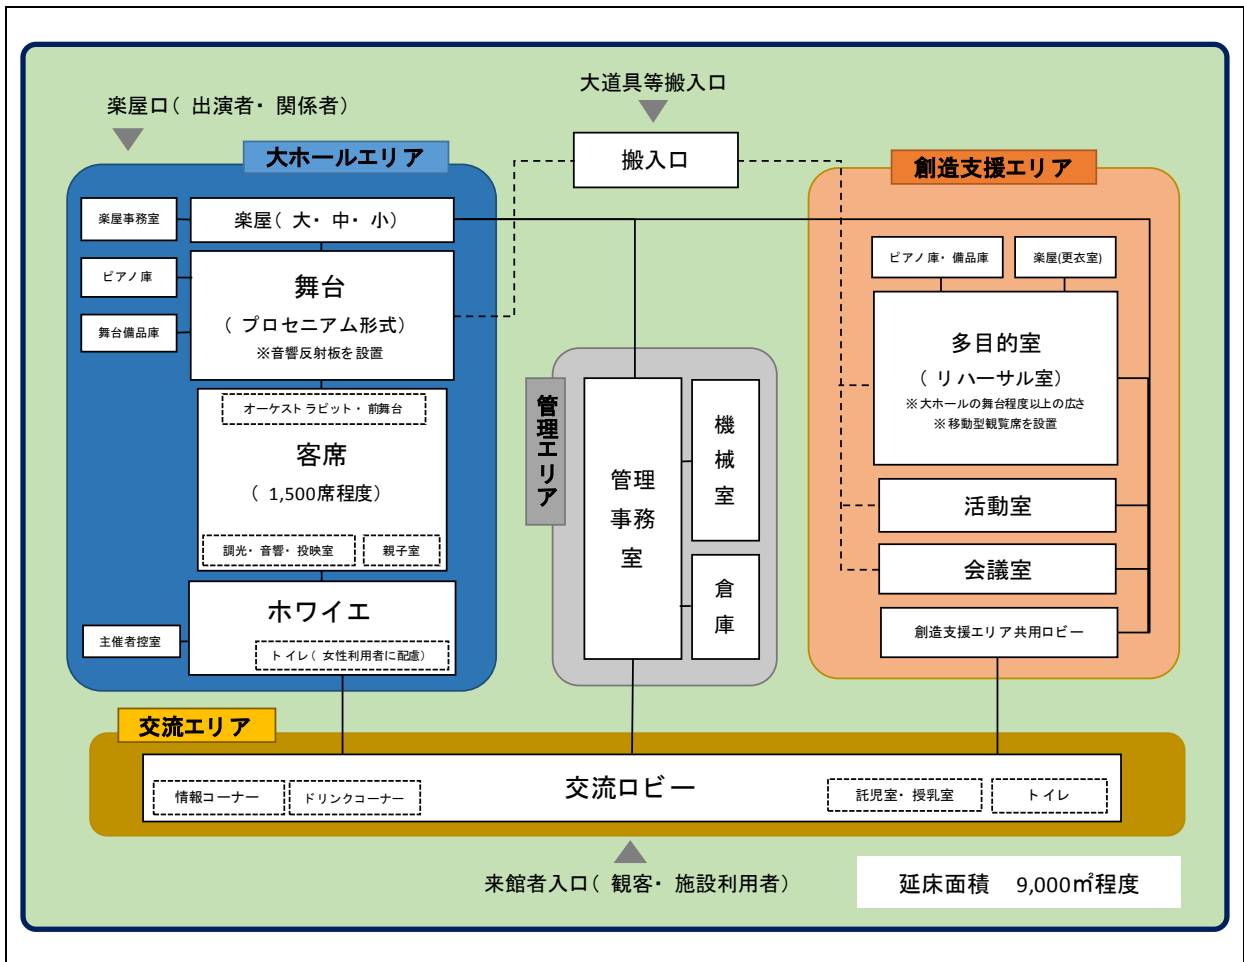 大道具等搬入口
楽屋口( 出演者・ 関係者)
大ホールエリア
搬入口
創造支援エリア
楽屋事務室
楽屋( 大・ 中・ 小)
ピアノ庫
舞台備品庫
舞台
( プロセニアム形式)
※音響反射板を設置
オーケストラピット・ 前舞台
客席
( 1,500席程度)
調光・ 音響・ 投映室
親子室
ホワイエ
トイレ( 女性利用者に配慮)
主催者控室
管理エリア
管理
事務
室
機
械
室
倉
庫
ピアノ庫・ 備品庫
楽屋(更衣室)
多目的室
( リハーサル室)
※大ホールの舞台程度以上の広さ
※移動型観覧席を設置
活動室
会議室
創造支援エリア共用ロビー
交流エリア
情報コーナー
ドリンクコーナー
交流ロビー
託児室・ 授乳室
トイレ
来館者入口( 観客・ 施設利用者)
延床面積 9,000㎡程度